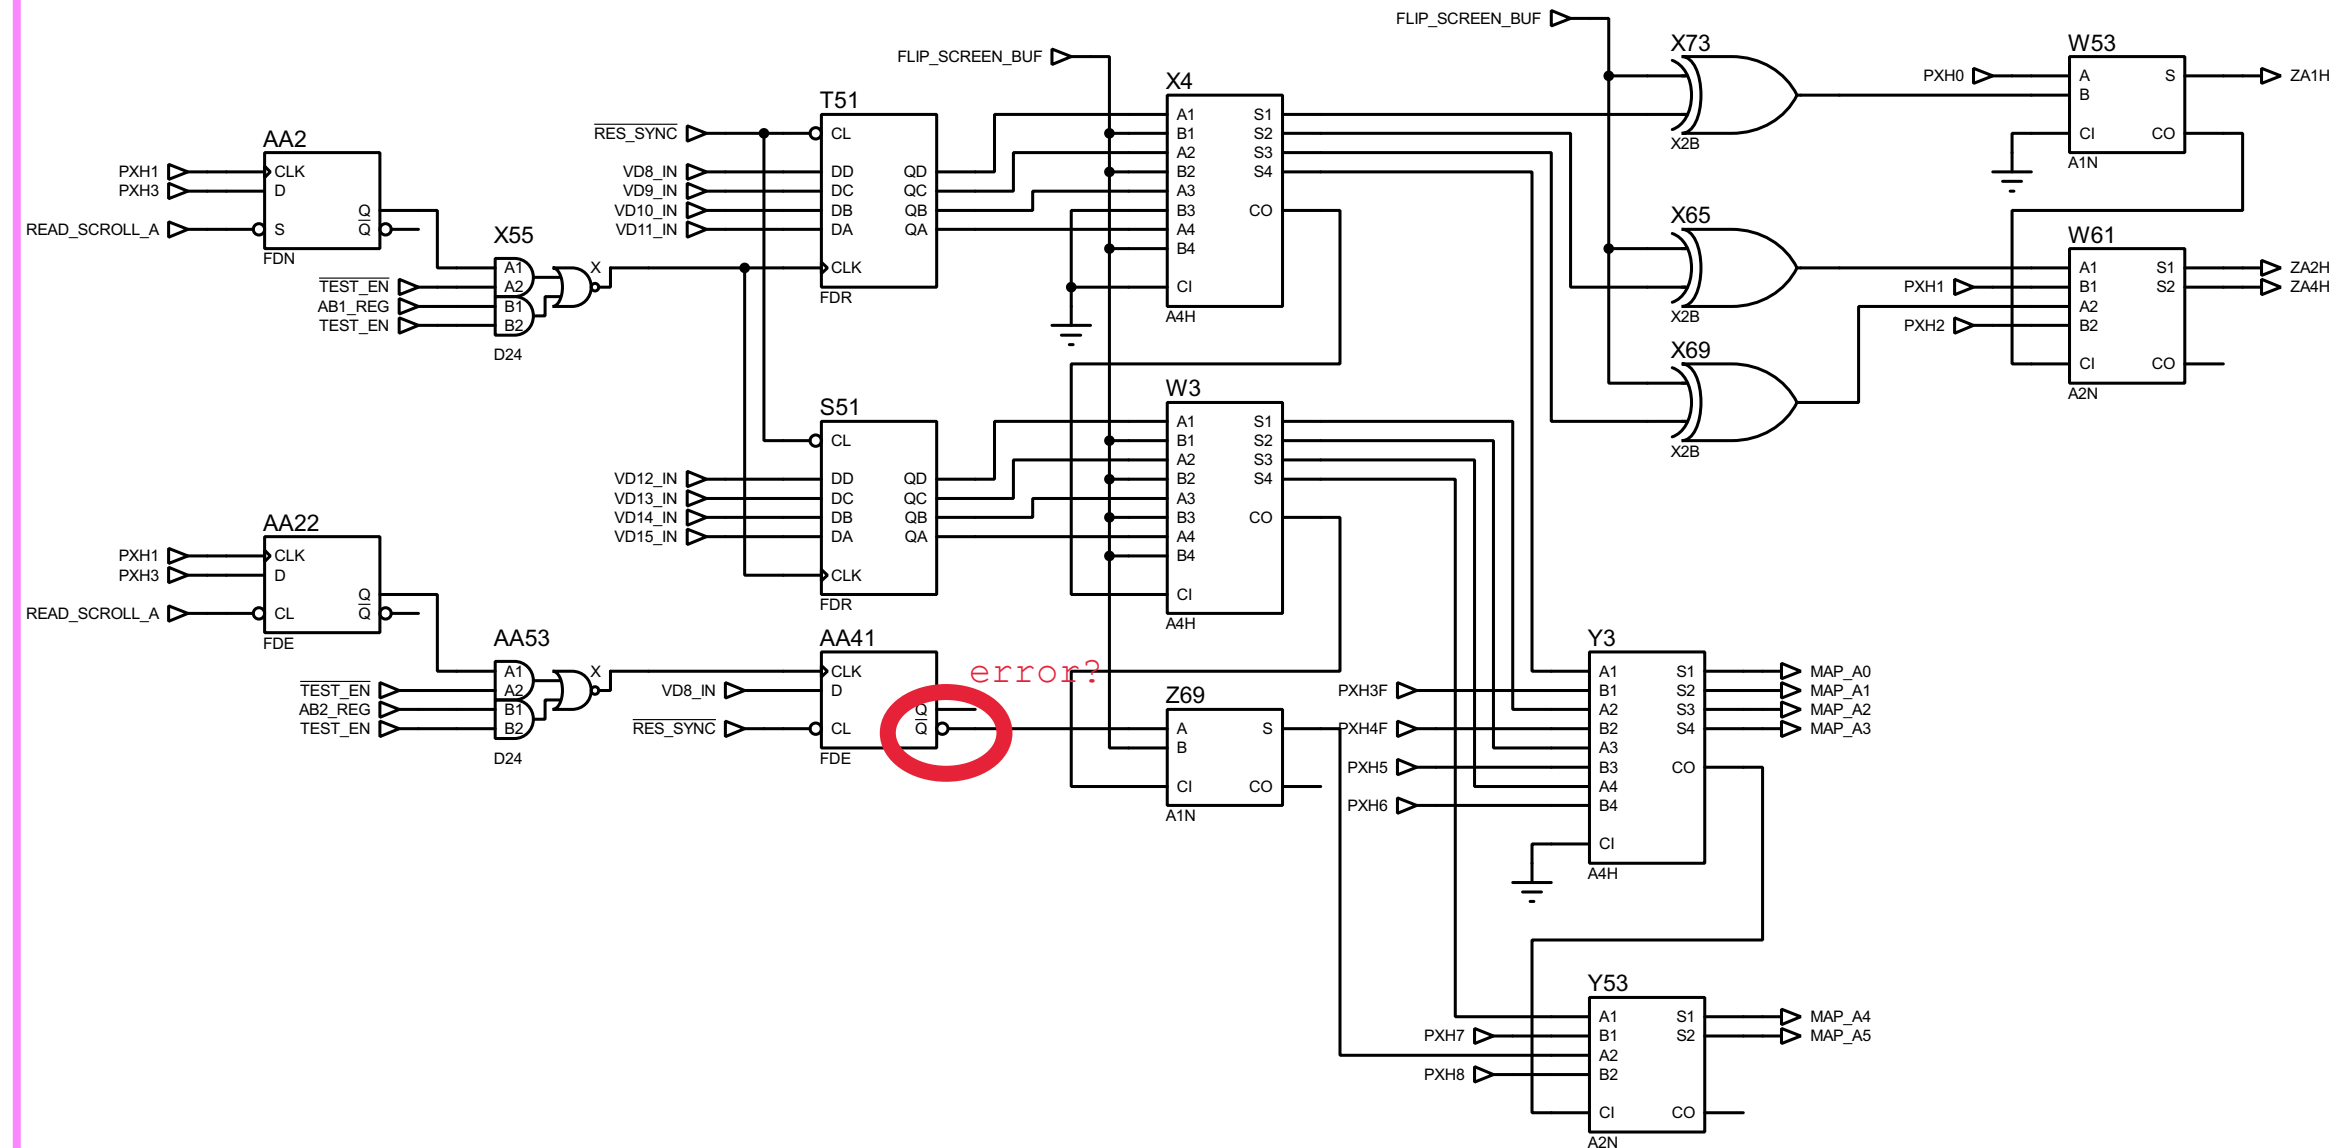 FLIP_SCREEN_BUF
FLIP_SCREEN_BUF
X73
X2B
W53
PXH0
A
B
CI
S
CO
A1N
ZA1H
AA2
PXH1
PXH3
READ_SCROLL_A
CLK
D
S
Q
Q
FDN
X55
TEST_EN
AB1_REG
TEST_EN
A1
A2
B1
B2
X
D24
T51
RES_SYNC
VD8_IN
VD9_IN
VD10_IN
VD11_IN
CL
DD
DC
DB
DA
CLK
QD
QC
QB
QA
FDR
X4
A1
B1
A2
B2
A3
B3
A4
B4
CI
S1
S2
S3
S4
CO
A4H
X65
X2B
X69
X2B
W61
PXH1
PXH2
A1
B1
A2
B2
CI
S1
S2
CO
A2N
ZA2H
ZA4H
S51
VD12_IN
VD13_IN
VD14_IN
VD15_IN
CL
DD
DC
DB
DA
CLK
QD
QC
QB
QA
FDR
W3
A1
B1
A2
B2
A3
B3
A4
B4
CI
S1
S2
S3
S4
CO
A4H
AA22
PXH1
PXH3
READ_SCROLL_A
CLK
D
CL
Q
Q
FDE
AA53
TEST_EN
AB2_REG
TEST_EN
A1
A2
B1
B2
X
D24
AA41
VD8_IN
RES_SYNC
CLK
D
CL
Q
Q
FDE
error?
Z69
A
B
CI
S
CO
A1N
Y3
PXH3F
PXH4F
PXH5
PXH6
A1
B1
A2
B2
A3
B3
A4
B4
CI
S1
S2
S3
S4
CO
A4H
MAP_A0
MAP_A1
MAP_A2
MAP_A3
Y53
PXH7
PXH8
A1
B1
A2
B2
CI
S1
S2
CO
A2N
MAP_A4
MAP_A5